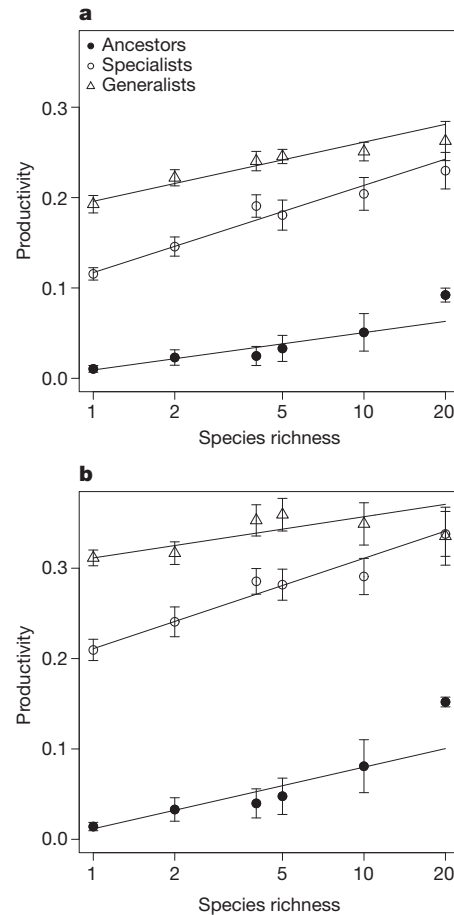 a
Ancestors
Specialists
Generalists
0.3
0.2
0.1
0.0
Productivity
1 2 5 10 20
Species richness
b
0.3
0.2
0.1
0.0
Productivity
1 2 5 10 20
Species richness